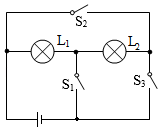 S₂
L₁ L₂
S₁ S₃